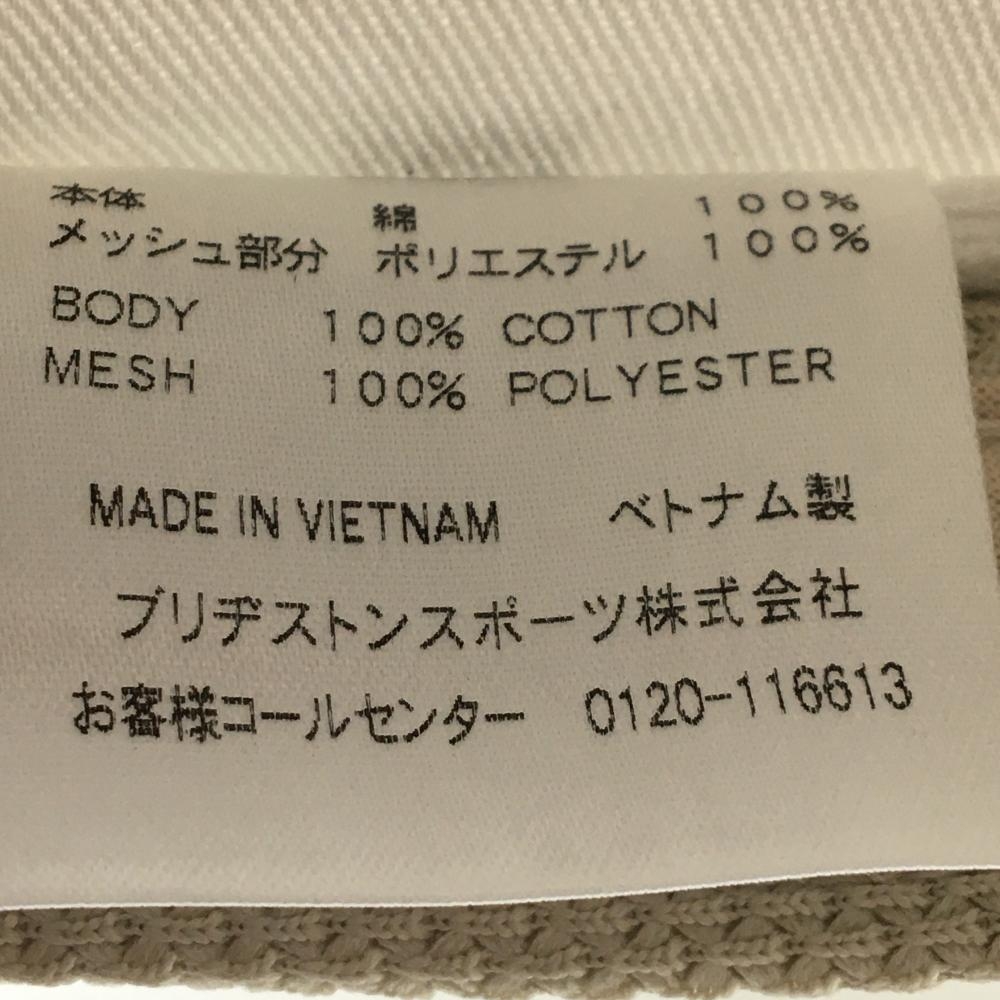 本体 綿 100%
メッシュ部分 ポリエステル 100%
BODY 100% COTTON
MESH 100% POLYESTER
MADE IN VIETNAM ベトナム製
ブリヂストンスポーツ株式会社
お客様コールセンター 0120-116613